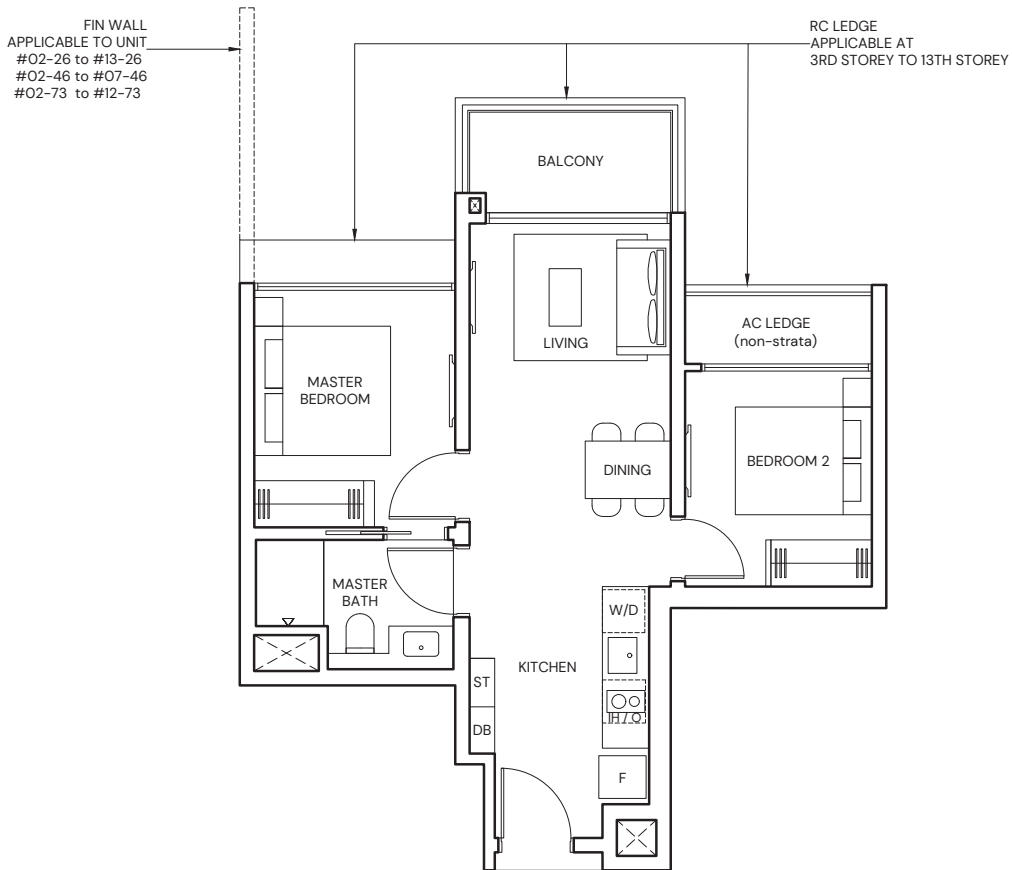 FIN WALL
APPLICABLE TO UNIT
#02-26 to #13-26
#02-46 to #07-46
#02-73 to #12-73
RC LEDGE
APPLICABLE AT
3RD STOREY TO 13TH STOREY
BALCONY
LIVING
AC LEDGE
(non-strata)
MASTER
BEDROOM
DINING
BEDROOM 2
MASTER
BATH
W/D
KITCHEN
ST
IH / O
DB
F